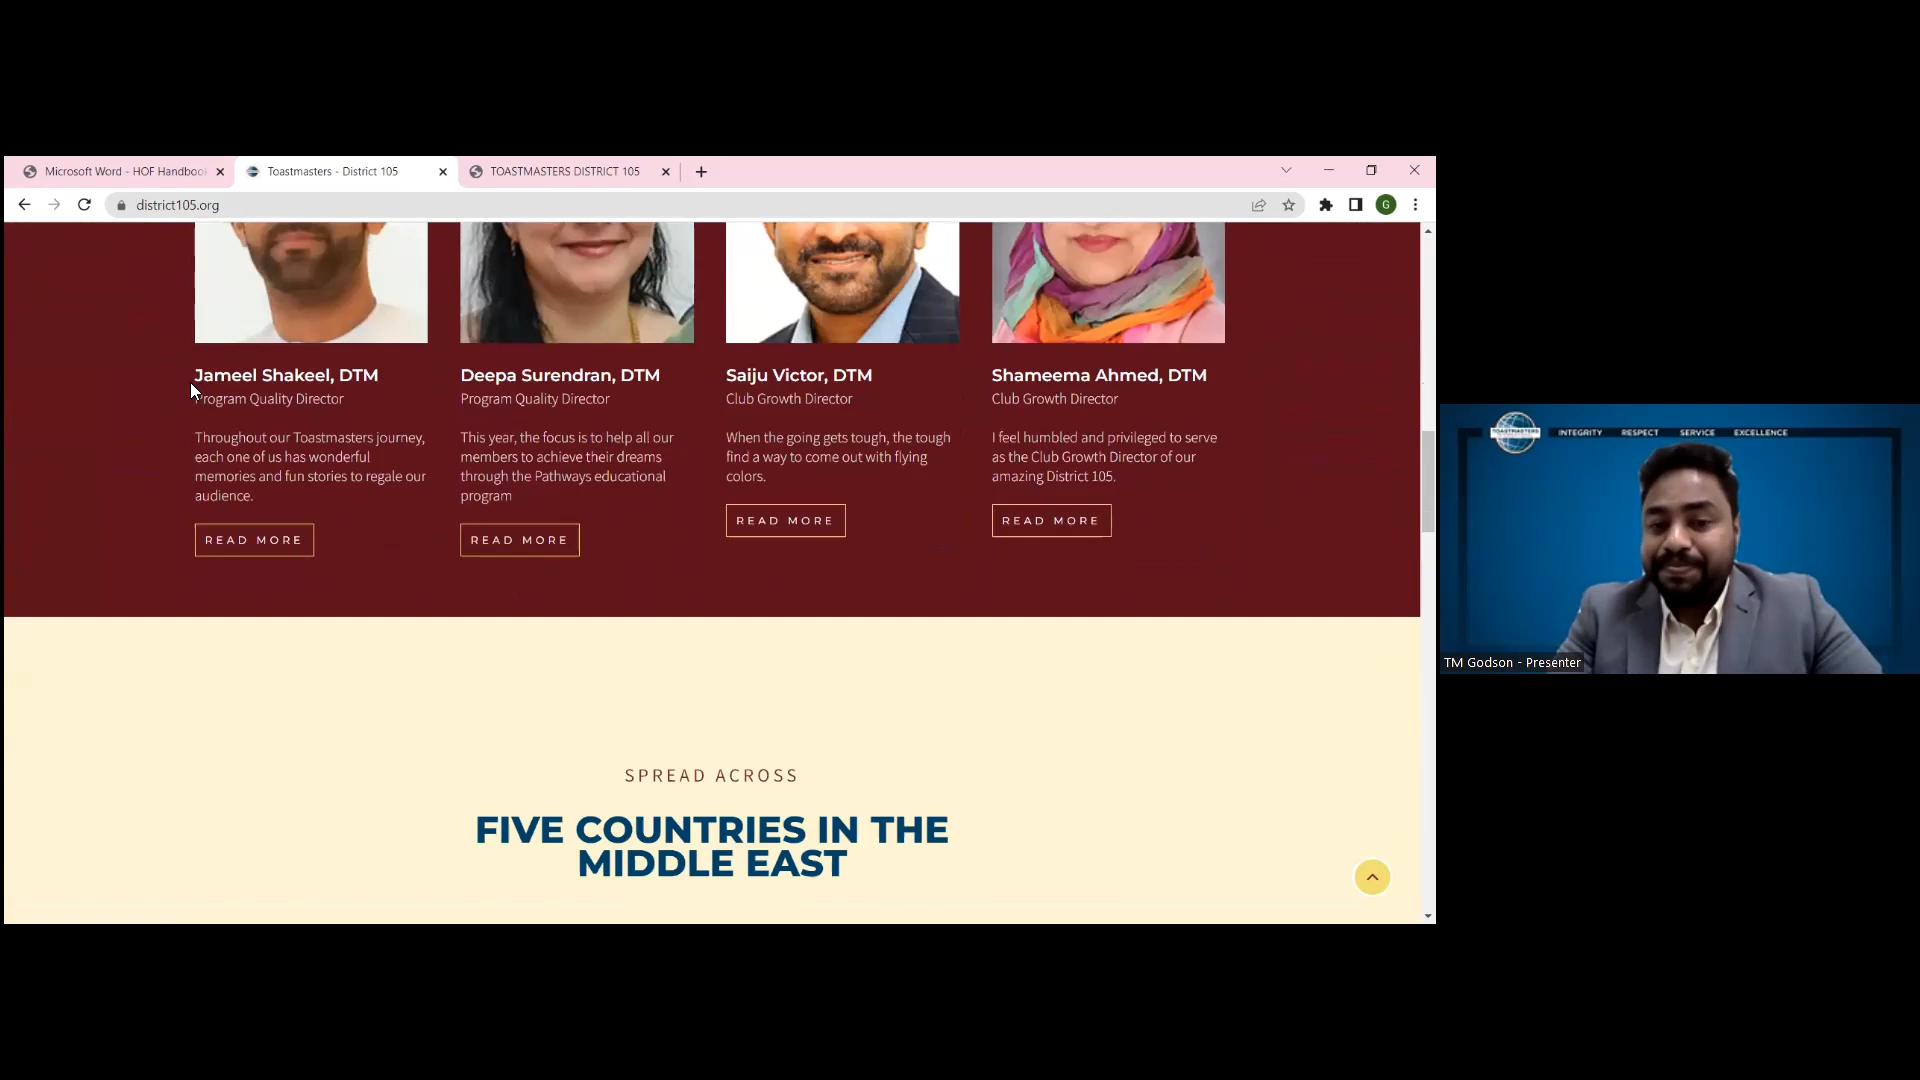 Microsoft Word - HOF Handboo
Toastmasters - District 105
TOASTMASTERS DISTRICT 105
district105.org
G
Jameel Shakeel, DTM
Program Quality Director
Throughout our Toastmasters journey,
each one of us has wonderful
memories and fun stories to regale our
audience.
READ MORE
Deepa Surendran, DTM
Program Quality Director
This year, the focus is to help all our
members to achieve their dreams
through the Pathways educational
program
READ MORE
Saiju Victor, DTM
Club Growth Director
When the going gets tough, the tough
find a way to come out with flying
colors.
READ MORE
Shameema Ahmed, DTM
Club Growth Director
I feel humbled and privileged to serve
as the Club Growth Director of our
amazing District 105.
READ MORE
SPREAD ACROSS
FIVE COUNTRIES IN THE
MIDDLE EAST
TOASTMASTERS
INTEGRITY RESPECT SERVICE EXCELLENCE
TM Godson - Presenter